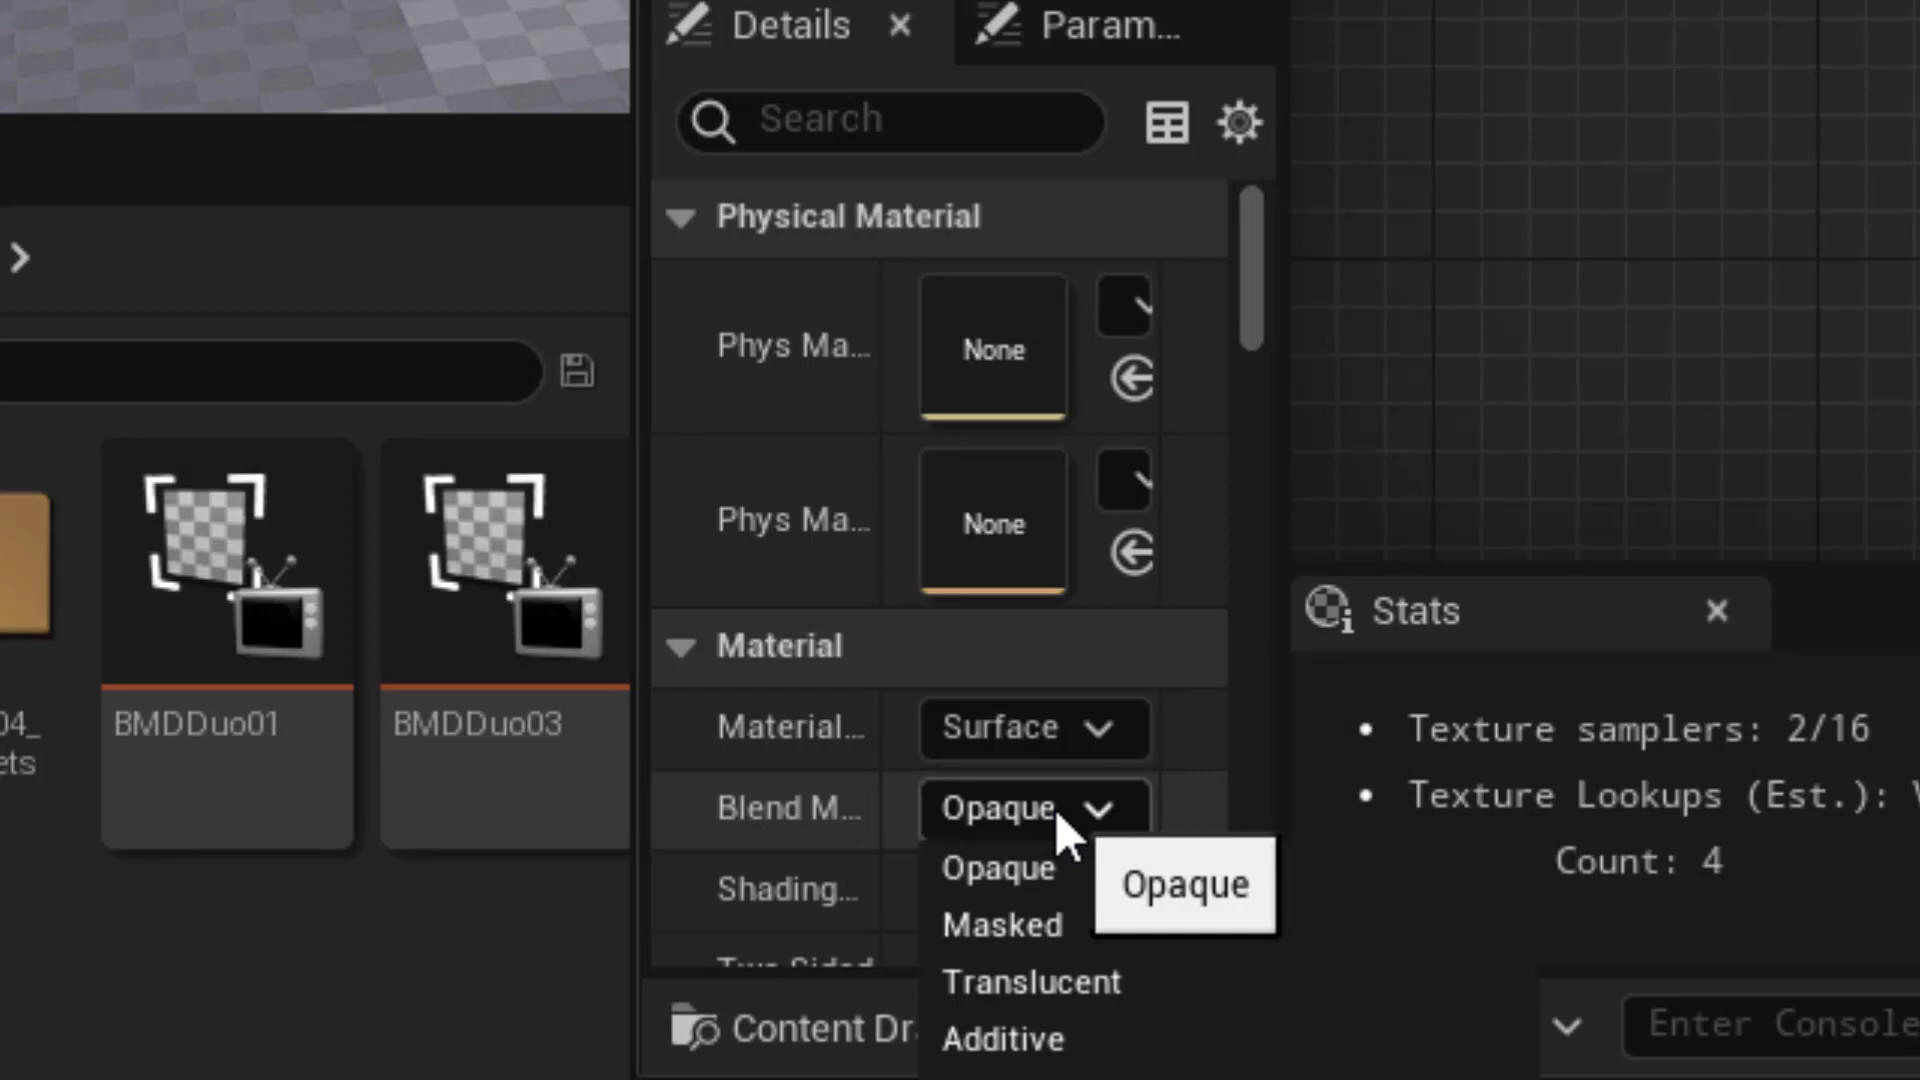 Details
Param...
Search
Physical Material
Phys Ma...
None
Phys Ma...
None
Material
Material...
Surface
Blend M...
Opaque
Opaque
Masked
Translucent
Additive
Opaque
Shading...
Two Sided
Content Dr
BMDDuo01
BMDDuo03
04_
ets
Stats
• Texture samplers: 2/16
• Texture Lookups (Est.):
Count: 4
Enter Console